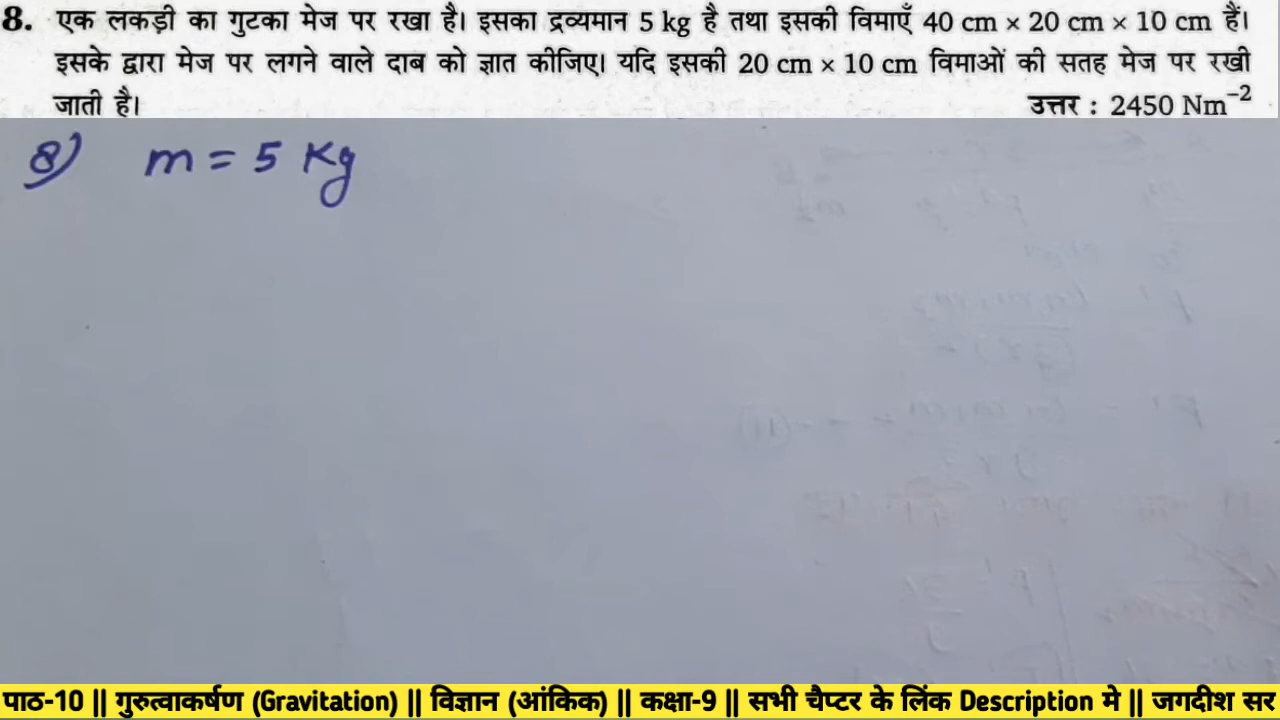 8. एक लकड़ी का गुटका मेज पर रखा है। इसका द्रव्यमान 5 kg है तथा इसकी विमाएँ 40 cm × 20 cm × 10 cm हैं।
इसके द्वारा मेज पर लगने वाले दाब को ज्ञात कीजिए। यदि इसकी 20 cm × 10 cm विमाओं की सतह मेज पर रखी
जाती है।
उत्तर : 2450 Nm⁻²
8) m = 5 Kg
पाठ-10 || गुरुत्वाकर्षण (Gravitation) || विज्ञान (आंकिक) || कक्षा-9 || सभी चैप्टर के लिंक Description मे || जगदीश सर